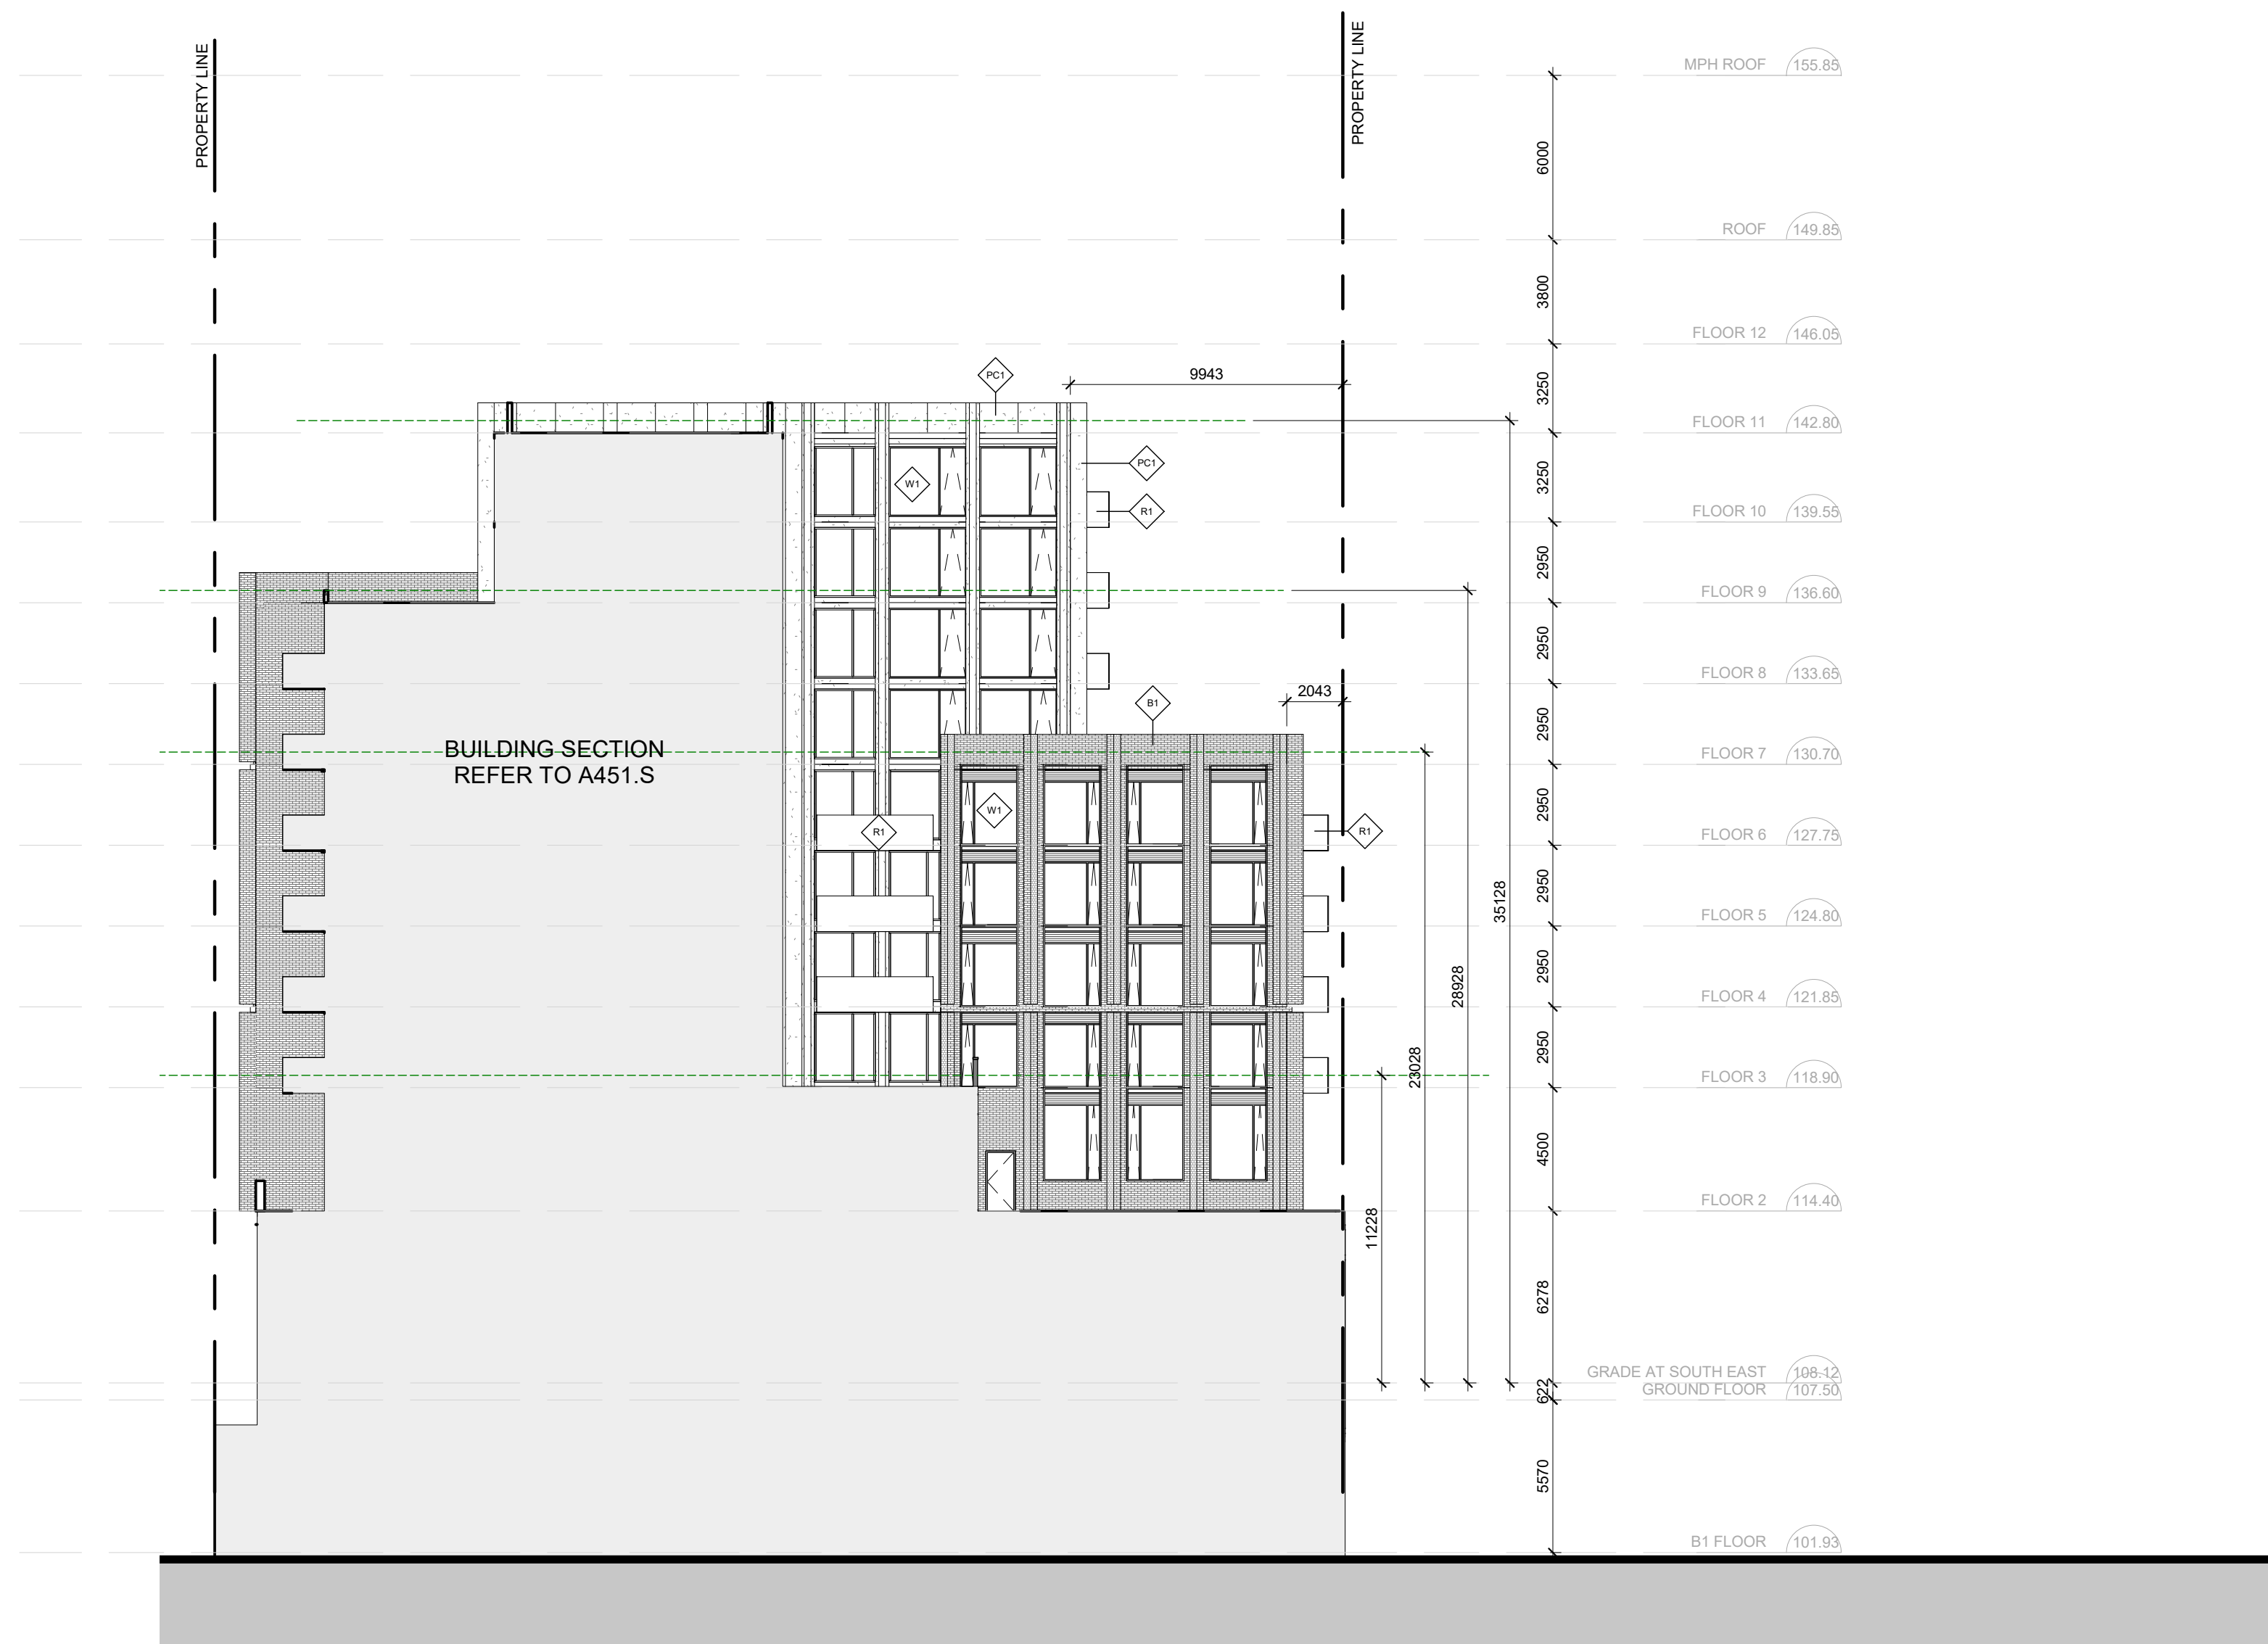 PROPERTY LINE
PROPERTY LINE
MPH ROOF 155.85
6000
ROOF 149.85
3800
FLOOR 12 146.05
3250
PC1
9943
FLOOR 11 142.80
PC1
3250
W1
R1
FLOOR 10 139.55
2950
FLOOR 9 136.60
2950
FLOOR 8 133.65
2043
B1
2950
BUILDING SECTION
REFER TO A451.S
FLOOR 7 130.70
2950
W1
R1
R1
FLOOR 6 127.75
2950
35128
FLOOR 5 124.80
2950
28928
FLOOR 4 121.85
2950
23028
FLOOR 3 118.90
4500
FLOOR 2 114.40
11228
6278
GRADE AT SOUTH EAST 108.12
622
GROUND FLOOR 107.50
5570
B1 FLOOR 101.93